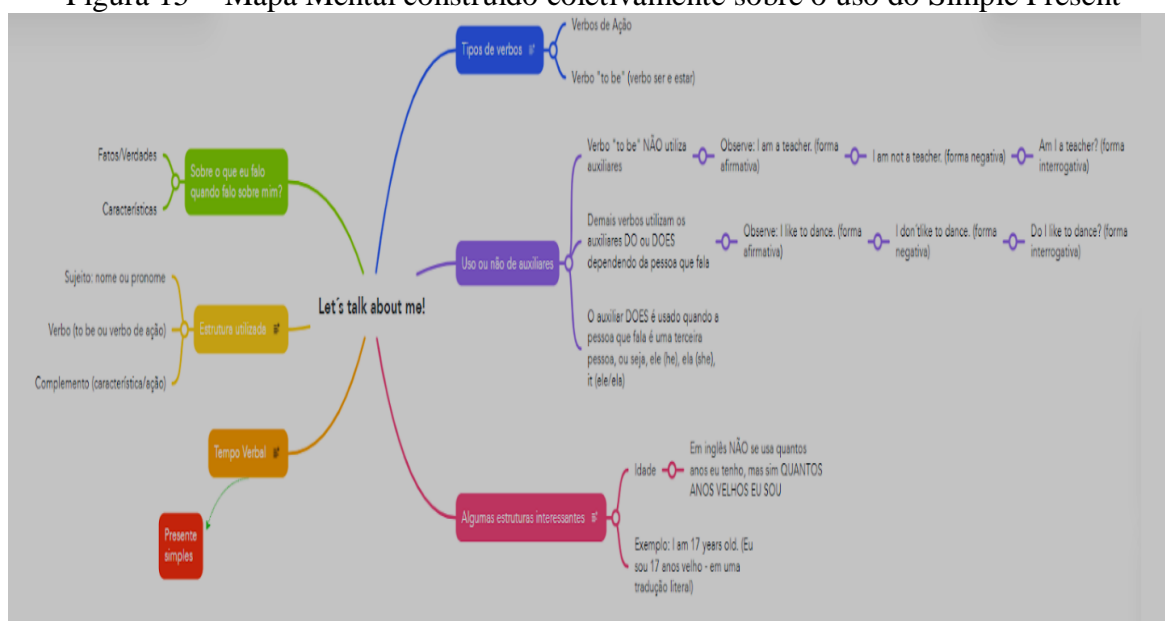 Figura 15 – Mapa Mental construído coletivamente sobre o uso do Simple Present
Tipos de verbos
Verbos de Ação
Verbo "to be" (verbo ser e estar)
Sobre o que eu falo
quando falo sobre mim?
Fatos/Verdades
Características
Uso ou não de auxiliares
Verbo "to be" NÃO utiliza
auxiliares
Observe: I am a teacher. (forma
afirmativa)
I am not a teacher. (forma negativa)
Am I a teacher? (forma
interrogativa)
Demais verbos utilizam os
auxiliares DO ou DOES
dependendo da pessoa que fala
Observe: I like to dance. (forma
afirmativa)
I don´tlike to dance. (forma
negativa)
Do I like to dance? (forma
interrogativa)
O auxiliar DOES é usado quando a
pessoa que fala é uma terceira
pessoa, ou seja, ele (he), ela (she),
it (ele/ela)
Let´s talk about me!
Estrutura utilizada
Sujeito: nome ou pronome
Verbo (to be ou verbo de ação)
Complemento (característica/ação)
Tempo Verbal
Presente
simples
Algumas estruturas interessantes
Idade
Em inglês NÃO se usa quantos
anos eu tenho, mas sim QUANTOS
ANOS VELHOS EU SOU
Exemplo: I am 17 years old. (Eu
sou 17 anos velho - em uma
tradução literal)